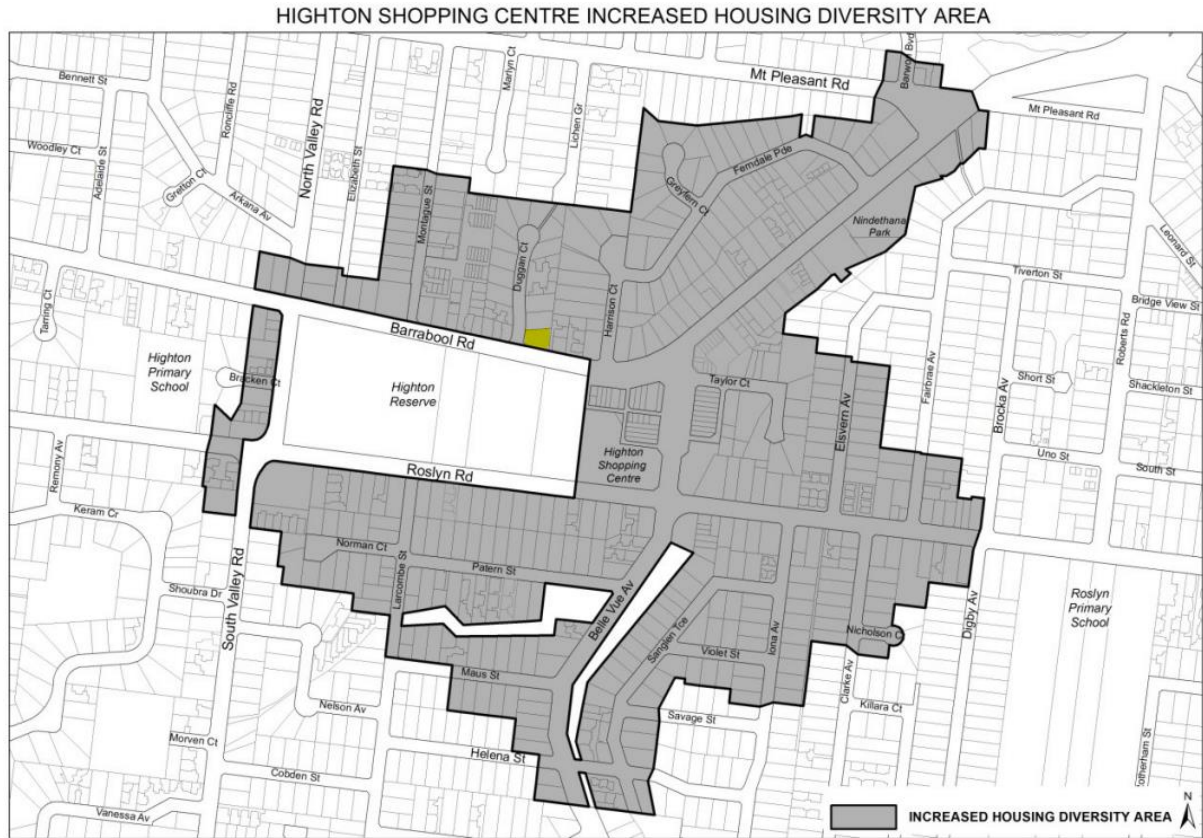 HIGHTON SHOPPING CENTRE INCREASED HOUSING DIVERSITY AREA
Bennett St
Roncliffe Rd
North Valley Rd
Marlyn Ct
Mt Pleasant Rd
Barwon Bvd
Mt Pleasant Rd
Woodley Ct
Adelaide St
Gretton Ct
Arkana Av
Elizabeth St
Lichen Gr
Montague St
Duggan Ct
Harrison Ct
Greyfern Ct
Ferndale Pde
Nindethana
Park
Leonard St
Tiverton St
Bridge View St
Tarring Ct
Barrabool Rd
Highton
Primary
School
Bracken Ct
Highton
Reserve
Taylor Ct
Elsvern Av
Fairbrae Av
Brocka Av
Short St
Roberts Rd
Shackleton St
Highton
Shopping
Centre
Uno St
South St
Remony Av
Roslyn Rd
Keram Cr
Norman Ct
Larcombe St
Patern St
Shoubra Dr
South Valley Rd
Belle Vue Av
Sanglen Tce
Violet St
Iona Av
Nicholson C
Digby Av
Roslyn
Primary
School
Maus St
Clarke Av
Killara Ct
Nelson Av
Savage St
Morven Ct
Helena St
Cobden St
Vanessa Av
N
INCREASED HOUSING DIVERSITY AREA